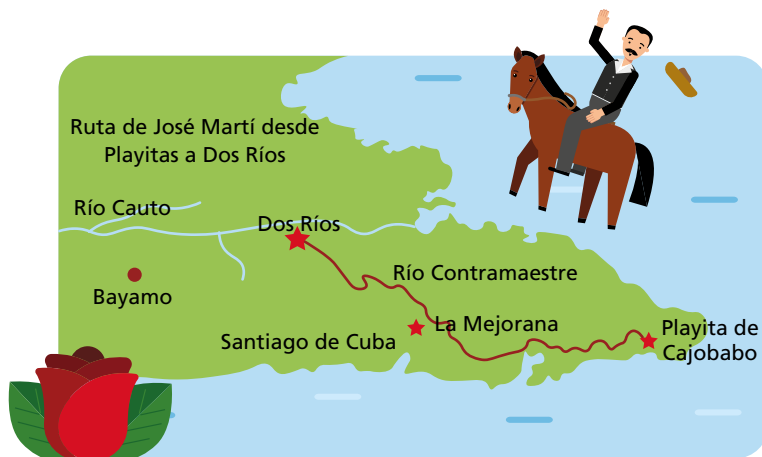 Ruta de José Martí desde
Playitas a Dos Ríos
Río Cauto
Dos Ríos
Río Contramaestre
Bayamo
La Mejorana
Santiago de Cuba
Playita de
Cajobabo